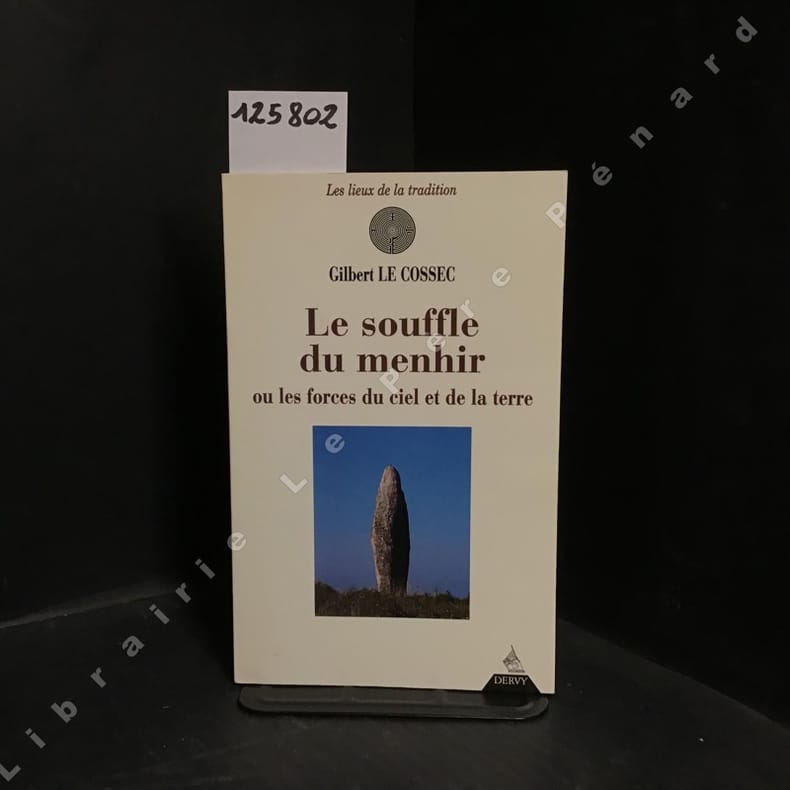 125802
Les lieux de la tradition
Gilbert LE COSSEC
Le souffle
du menhir
ou les forces du ciel et de la terre
DERVY
Librairie Le Père Pénard